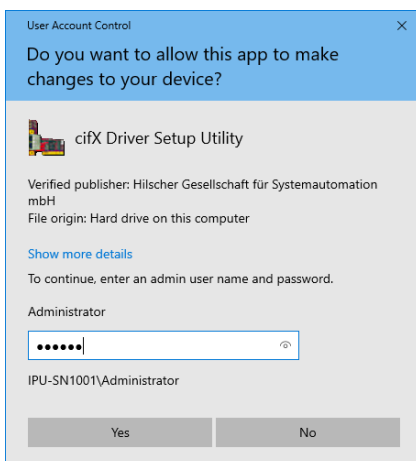 User Account Control
Do you want to allow this app to make
changes to your device?
cifX Driver Setup Utility
Verified publisher: Hilscher Gesellschaft für Systemautomation
mbH
File origin: Hard drive on this computer
Show more details
To continue, enter an admin user name and password.
Administrator
●●●●●●
IPU-SN1001\Administrator
Yes No